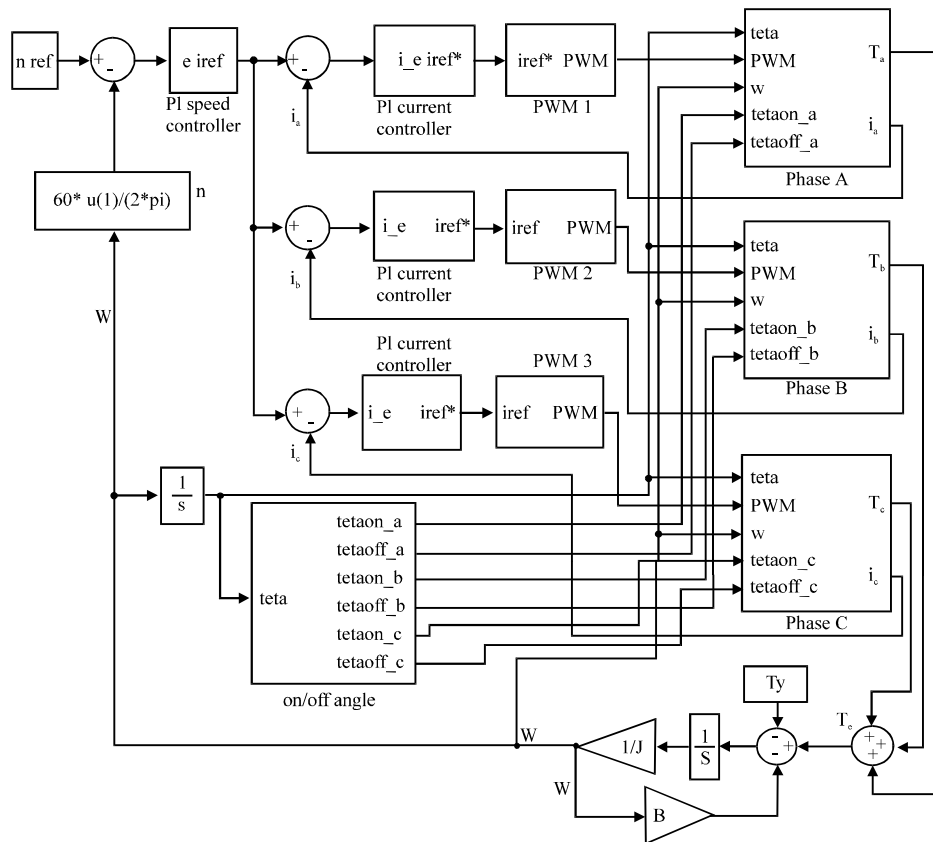 n ref
+
-
e iref
PI speed
controller
+
-
i_a
i_e iref*
PI current
controller
iref* PWM
PWM 1
teta
PWM
w
tetaon_a
tetaoff_a
T_a
i_a
Phase A
60* u(1)/(2*pi)
n
W
+
-
i_b
i_e iref*
PI current
controller
iref PWM
PWM 2
teta
PWM
w
tetaon_b
tetaoff_b
T_b
i_b
Phase B
PI current
controller
+
-
i_c
i_e iref*
PWM 3
iref PWM
teta
PWM
w
tetaon_c
tetaoff_c
T_c
i_c
Phase C
1
s
teta
tetaon_a
tetaoff_a
tetaon_b
tetaoff_b
tetaon_c
tetaoff_c
on/off angle
Ty
W
1/J
1
S
-
-
+
T_e
+
+
+
W
B